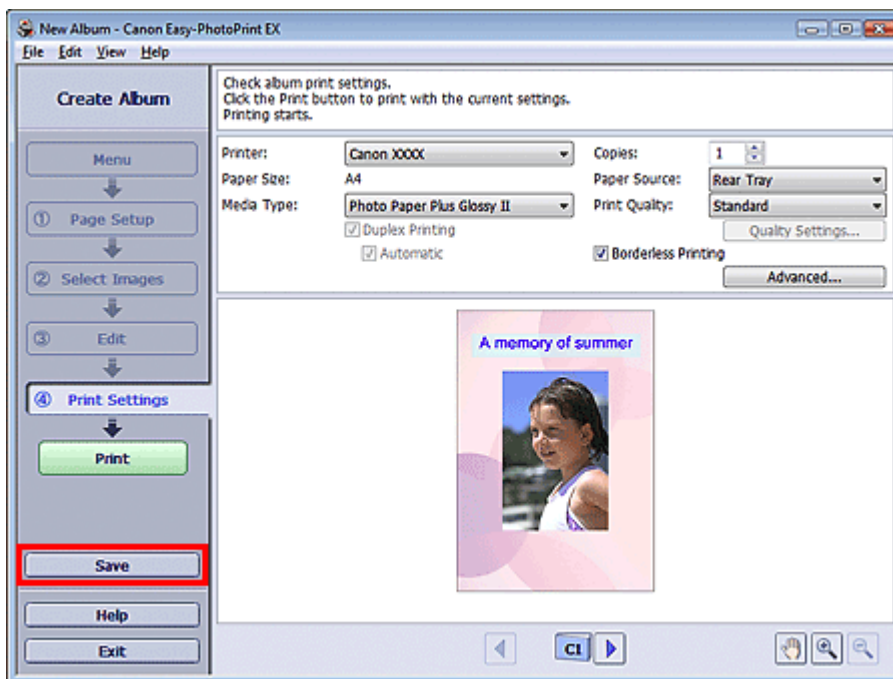 New Album - Canon Easy-PhotoPrint EX
File Edit View Help
Create Album
Menu
① Page Setup
② Select Images
③ Edit
④ Print Settings
Print
Save
Help
Exit
Check album print settings.
Click the Print button to print with the current settings.
Printing starts.
Printer: Canon XXXX Copies: 1
Paper Size: A4 Paper Source: Rear Tray
Media Type: Photo Paper Plus Glossy II Print Quality: Standard
Duplex Printing Quality Settings...
Automatic Borderless Printing
Advanced...
A memory of summer
C1